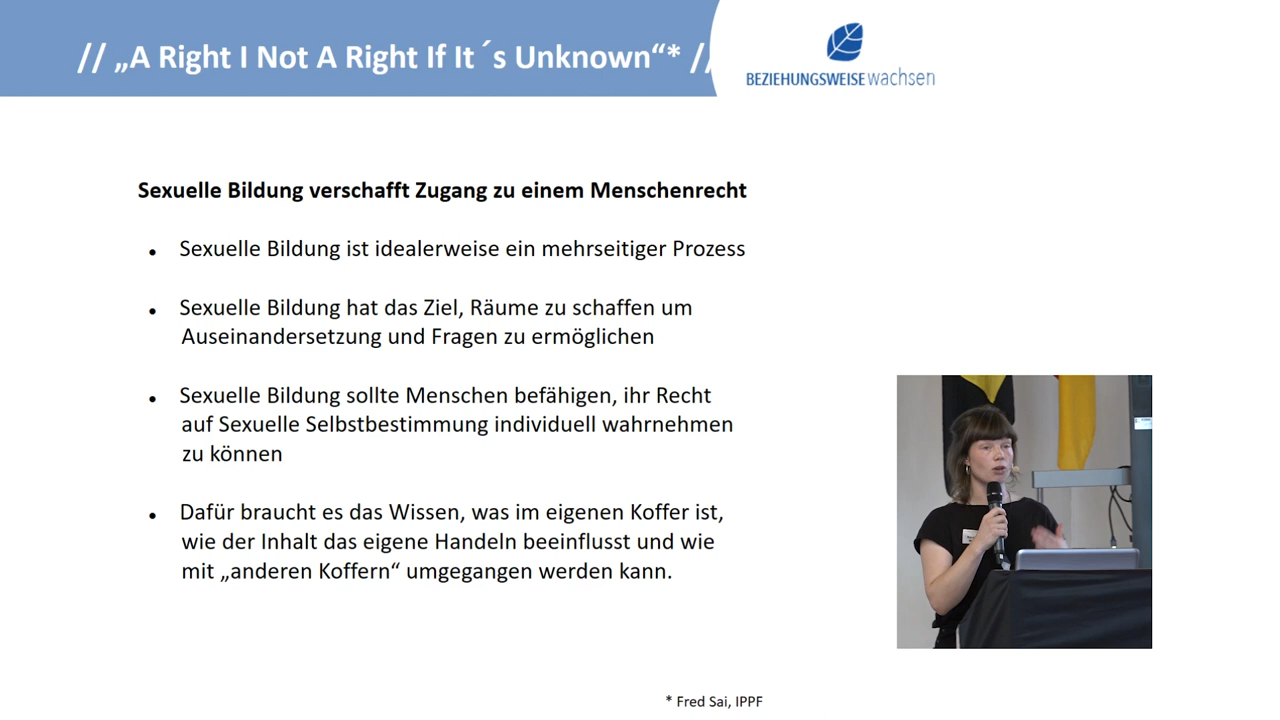 // „A Right I Not A Right If It ´s Unknown“* //
BEZIEHUNGSWEISE wachsen
Sexuelle Bildung verschafft Zugang zu einem Menschenrecht
• Sexuelle Bildung ist idealerweise ein mehrseitiger Prozess
• Sexuelle Bildung hat das Ziel, Räume zu schaffen um
Auseinandersetzung und Fragen zu ermöglichen
• Sexuelle Bildung sollte Menschen befähigen, ihr Recht
auf Sexuelle Selbstbestimmung individuell wahrnehmen
zu können
• Dafür braucht es das Wissen, was im eigenen Koffer ist,
wie der Inhalt das eigene Handeln beeinflusst und wie
mit „anderen Koffern“ umgegangen werden kann.
* Fred Sai, IPPF